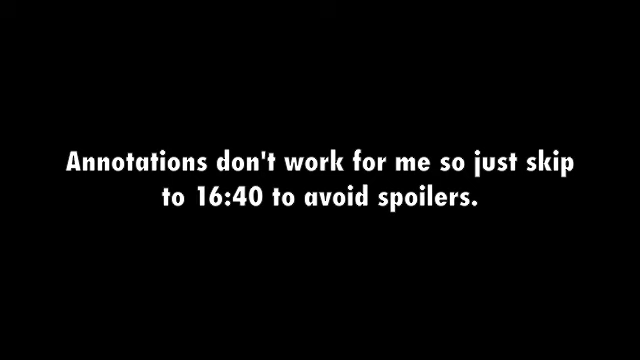 Annotations don't work for me so just skip
to 16:40 to avoid spoilers.